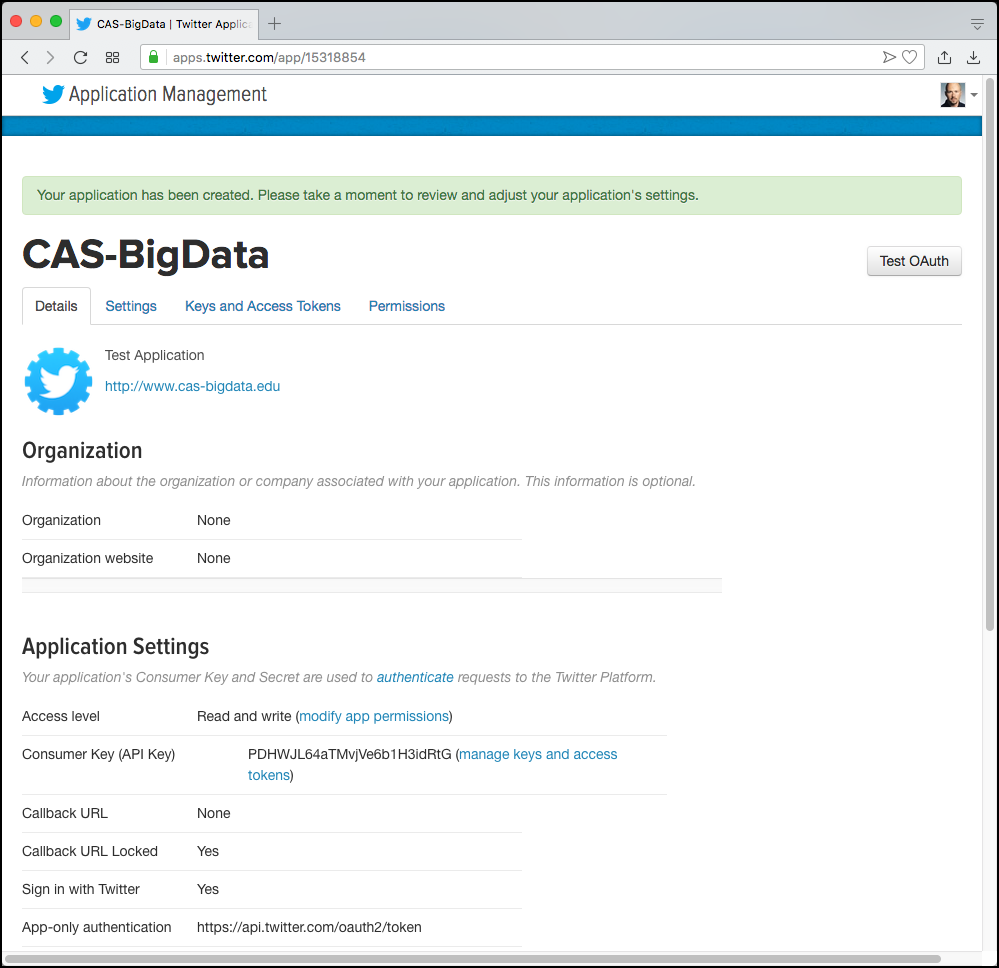 CAS-BigData | Twitter Applic
apps.twitter.com/app/15318854
Application Management
Your application has been created. Please take a moment to review and adjust your application's settings.
CAS-BigData
Test OAuth
Details Settings Keys and Access Tokens Permissions
Test Application
http://www.cas-bigdata.edu
Organization
Information about the organization or company associated with your application. This information is optional.
Organization None
Organization website None
Application Settings
Your application's Consumer Key and Secret are used to authenticate requests to the Twitter Platform.
Access level Read and write (modify app permissions)
Consumer Key (API Key) PDHWJL64aTMvjVe6b1H3idRtG (manage keys and access
tokens)
Callback URL None
Callback URL Locked Yes
Sign in with Twitter Yes
App-only authentication https://api.twitter.com/oauth2/token